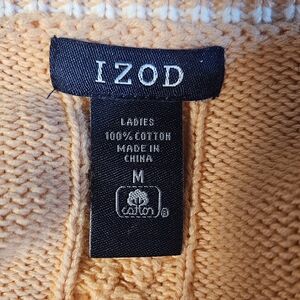 IZOD
LADIES
100% COTTON
MADE IN
CHINA
M
cotton
®